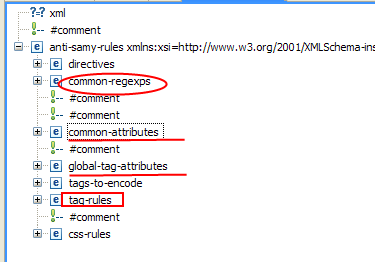 ?=? xml
#comment
anti-samy-rules xmlns:xsi=http://www.w3.org/2001/XMLSchema-ins
directives
common-regexps
#comment
#comment
common-attributes
#comment
global-tag-attributes
tags-to-encode
tag-rules
#comment
css-rules